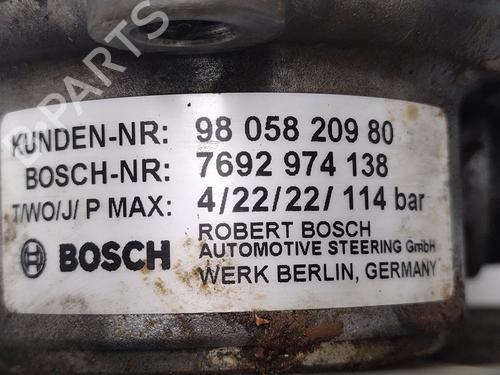 KUNDEN-NR: 98 058 209 80
BOSCH-NR: 7692 974 138
T/WO/J/ P MAX: 4/22/22/ 114 bar
BOSCH
ROBERT BOSCH
AUTOMOTIVE STEERING GmbH
WERK BERLIN, GERMANY
B-PARTS